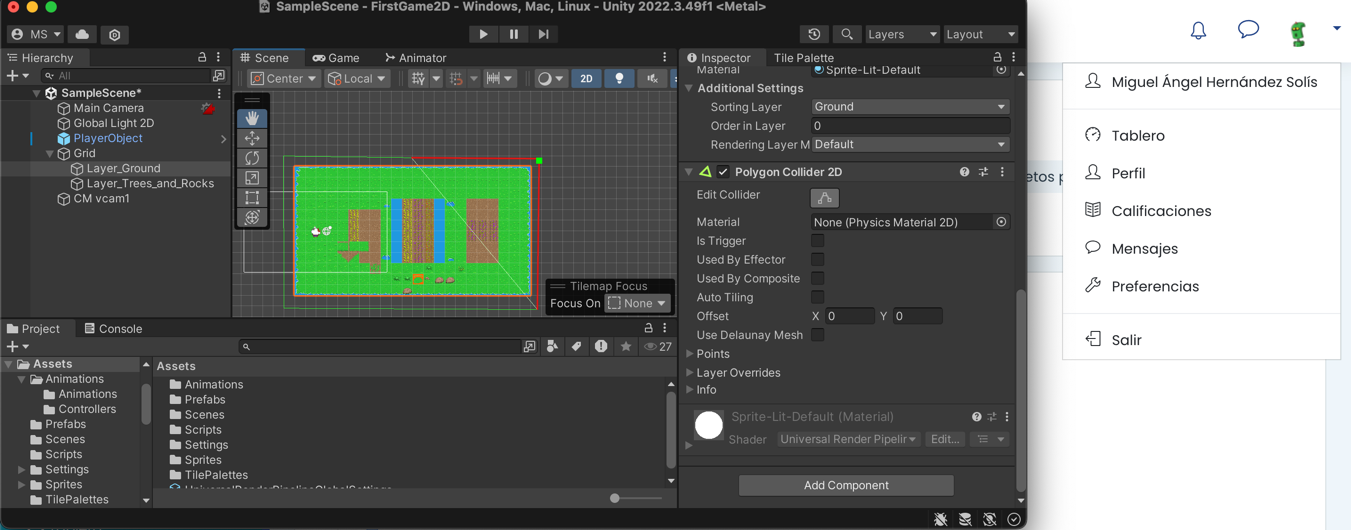 SampleScene - FirstGame2D - Windows, Mac, Linux - Unity 2022.3.49f1 <Metal>
MS
Layers
Layout
Hierarchy
All
SampleScene*
Main Camera
Global Light 2D
PlayerObject
Grid
Layer_Ground
Layer_Trees_and_Rocks
CM vcam1
Scene
Game
Animator
Center
Local
2D
Tilemap Focus
Focus On
None
Inspector
Tile Palette
Material
Sprite-Lit-Default
Additional Settings
Sorting Layer
Ground
Order in Layer
0
Rendering Layer M
Default
Polygon Collider 2D
Edit Collider
Material
None (Physics Material 2D)
Is Trigger
Used By Effector
Used By Composite
Auto Tiling
Offset
X 0 Y 0
Use Delaunay Mesh
Points
Layer Overrides
Info
Sprite-Lit-Default (Material)
Shader
Universal Render Pipelir
Edit...
Add Component
Project
Console
27
Assets
Animations
Animations
Controllers
Prefabs
Scenes
Scripts
Settings
Sprites
TilePalettes
Assets
Animations
Prefabs
Scenes
Scripts
Settings
Sprites
TilePalettes
UniversalRenderPipelineGlobalSettings
etos p
Miguel Ángel Hernández Solís
Tablero
Perfil
Calificaciones
Mensajes
Preferencias
Salir